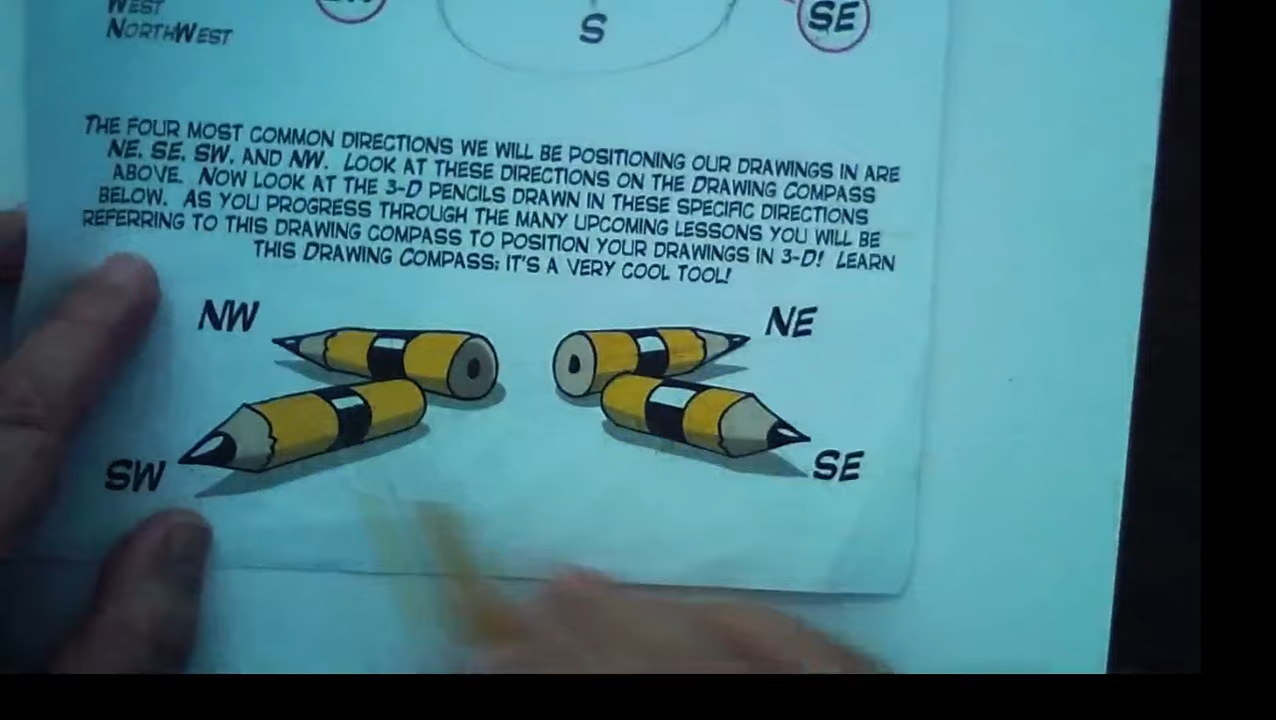 WEST
NORTHWEST
S
SE
THE FOUR MOST COMMON DIRECTIONS WE WILL BE POSITIONING OUR DRAWINGS IN ARE
NE, SE, SW, AND NW. LOOK AT THESE DIRECTIONS ON THE DRAWING COMPASS
ABOVE. NOW LOOK AT THE 3-D PENCILS DRAWN IN THESE SPECIFIC DIRECTIONS
BELOW. AS YOU PROGRESS THROUGH THE MANY UPCOMING LESSONS YOU WILL BE
REFERRING TO THIS DRAWING COMPASS TO POSITION YOUR DRAWINGS IN 3-D! LEARN
THIS DRAWING COMPASS; IT'S A VERY COOL TOOL!
NW
NE
SW
SE